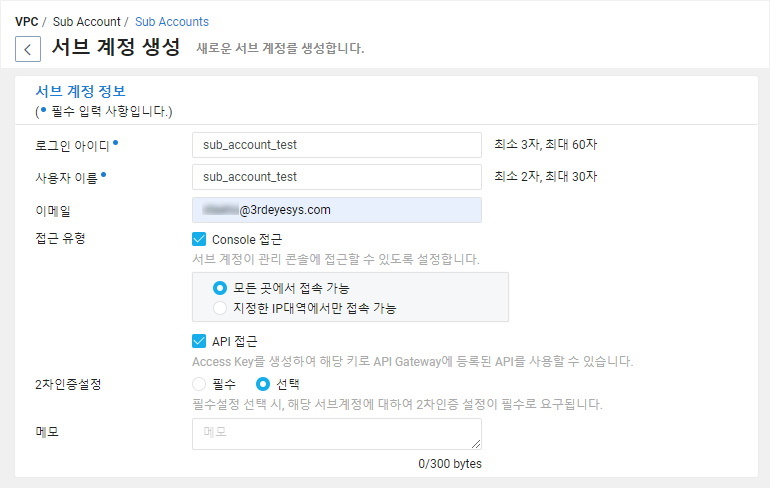 VPC / Sub Account / Sub Accounts
서브 계정 생성 새로운 서브 계정를 생성합니다.
서브 계정 정보
(• 필수 입력 사항입니다.)
로그인 아이디• sub_account_test 최소 3자, 최대 60자
사용자 이름• sub_account_test 최소 2자, 최대 30자
이메일 @3rdeyesys.com
접근 유형 Console 접근
서브 계정이 관리 콘솔에 접근할 수 있도록 설정합니다.
모든 곳에서 접속 가능
지정한 IP대역에서만 접속 가능
API 접근
Access Key를 생성하여 해당 키로 API Gateway에 등록된 API를 사용할 수 있습니다.
2차인증설정 필수 선택
필수설정 선택 시, 해당 서브계정에 대하여 2차인증 설정이 필수로 요구됩니다.
메모 메모
0/300 bytes